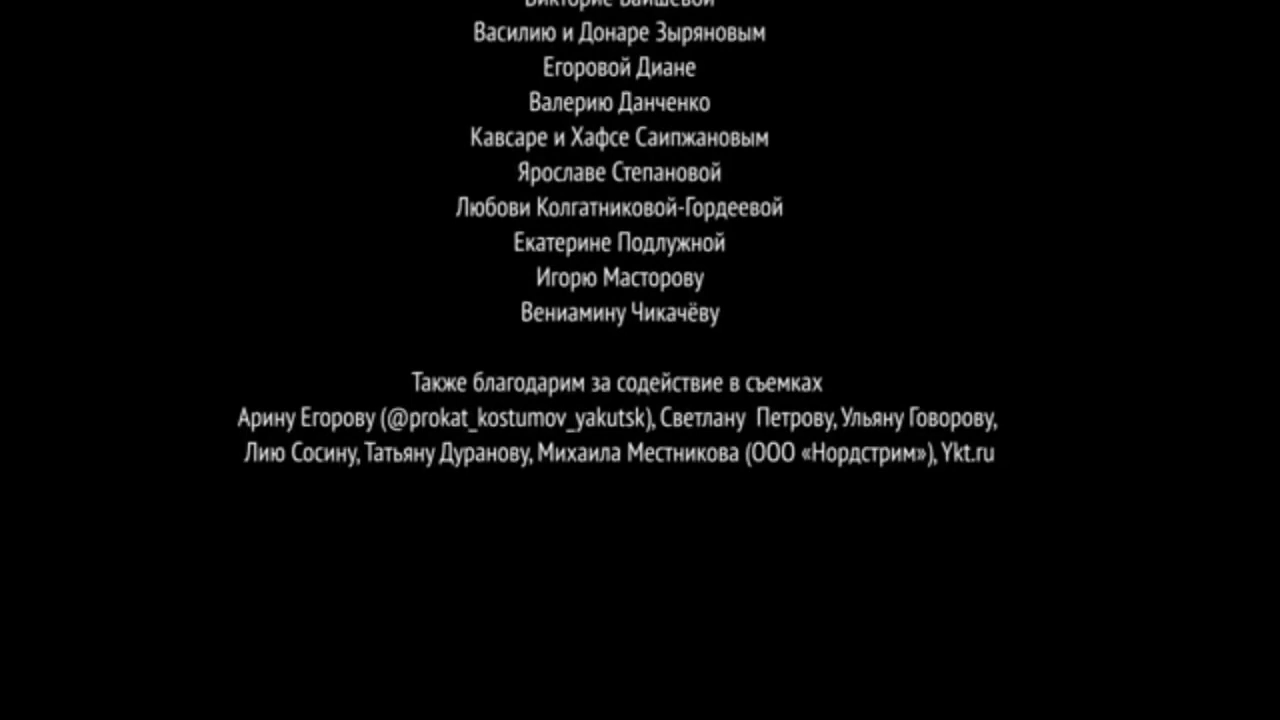 Василию и Донаре Зыряновым
Егоровой Диане
Валерию Данченко
Кавсаре и Хафсе Саипжановым
Ярославе Степановой
Любови Колгатниковой-Гордеевой
Екатерине Подлужной
Игорю Масторову
Вениамину Чикачёву
Также благодарим за содействие в съемках
Арину Егорову (@prokat_kostumov_yakutsk), Светлану  Петрову, Ульяну Говорову,
Лию Сосину, Татьяну Дуранову, Михаила Местникова (ООО «Нордстрим»), Ykt.ru